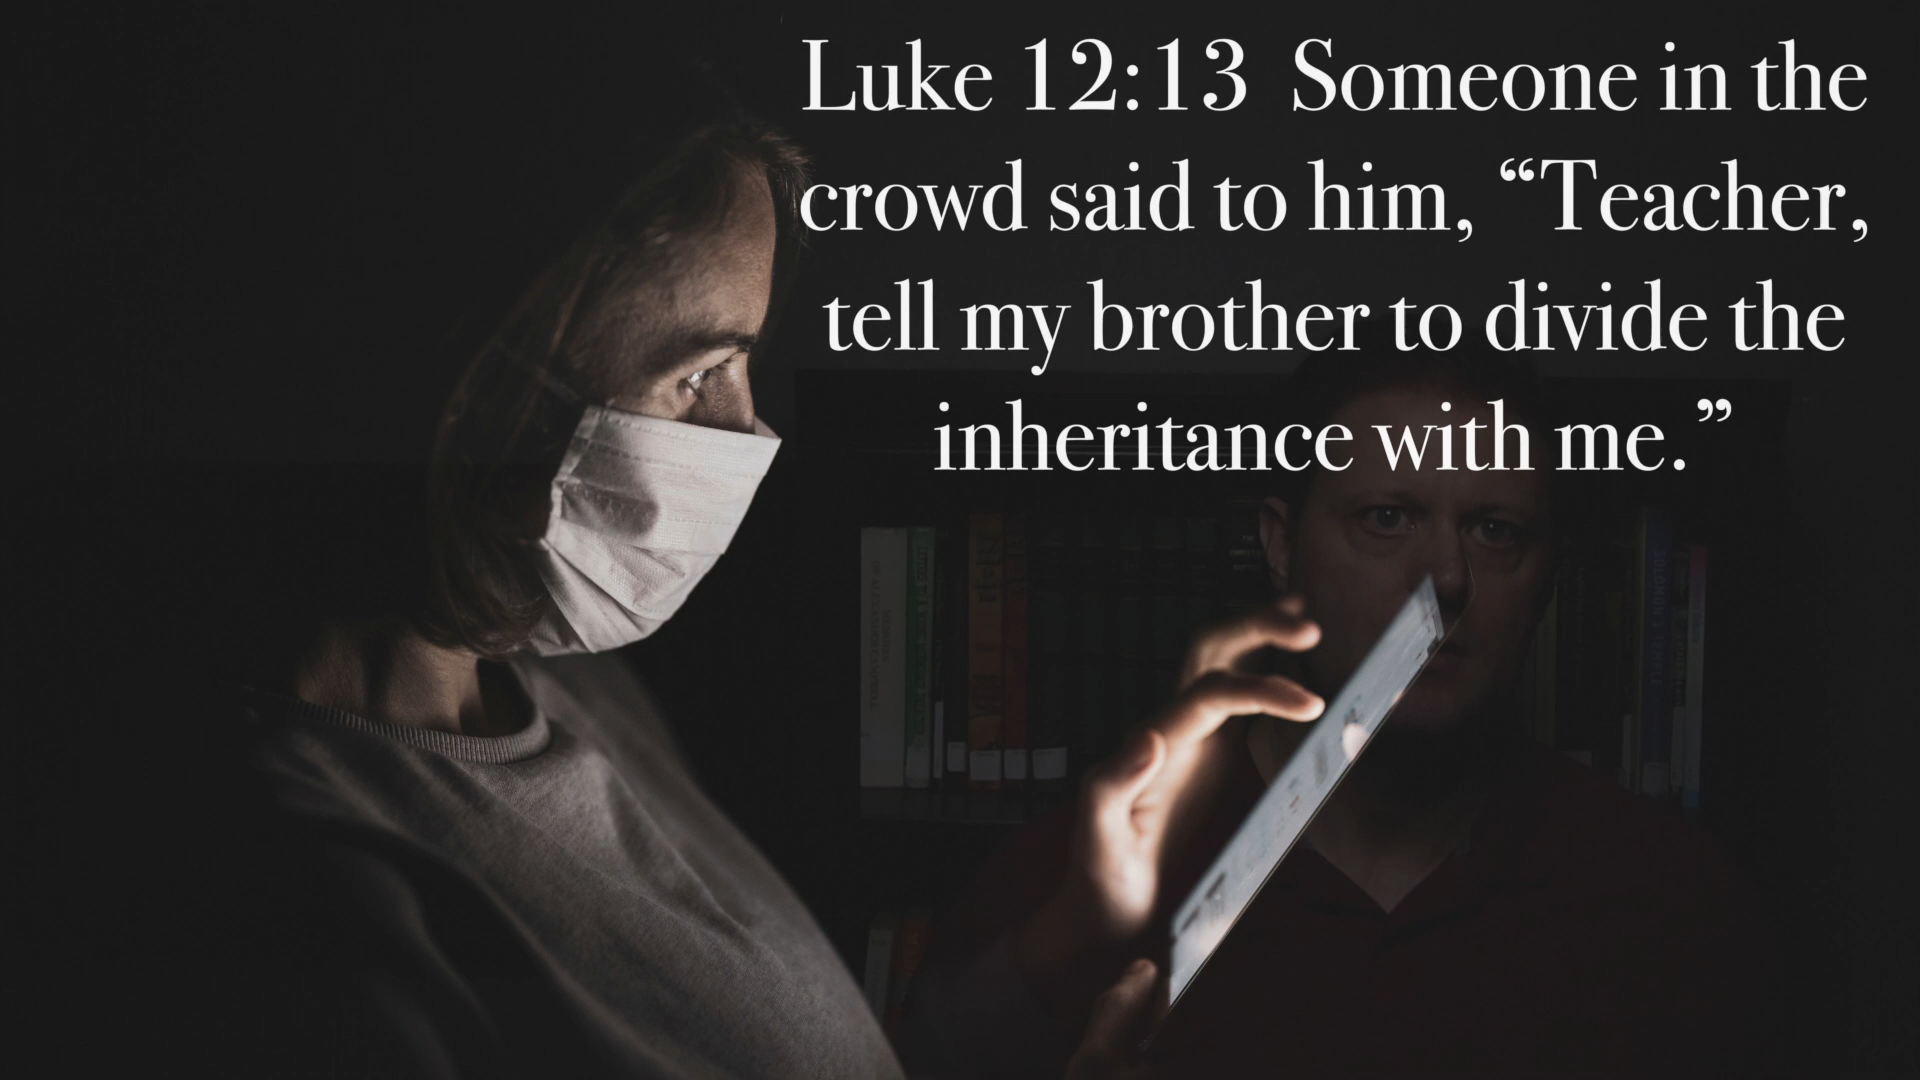 Luke 12:13  Someone in the
crowd said to him, “Teacher,
tell my brother to divide the
inheritance with me.”